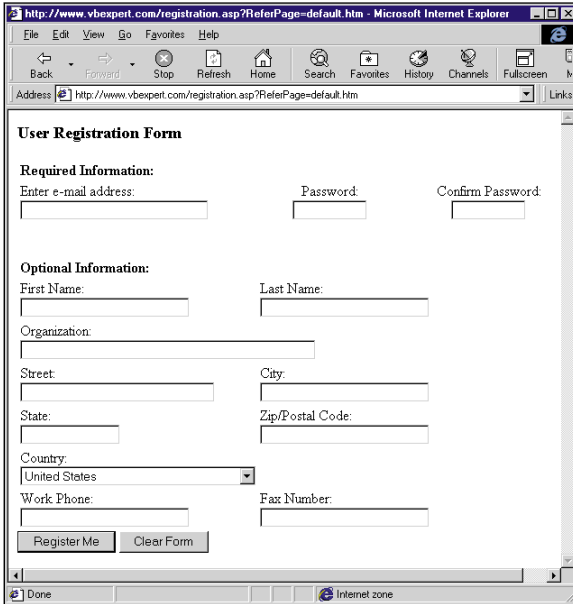 http://www.vbexpert.com/registration.asp?ReferPage=default.htm - Microsoft Internet Explorer
File Edit View Go Favorites Help
Back Forward Stop Refresh Home Search Favorites History Channels Fullscreen M
Address http://www.vbexpert.com/registration.asp?ReferPage=default.htm Links
User Registration Form
Required Information:
Enter e-mail address: Password: Confirm Password:
Optional Information:
First Name: Last Name:
Organization:
Street: City:
State: Zip/Postal Code:
Country:
United States
Work Phone: Fax Number:
Register Me Clear Form
Done Internet zone